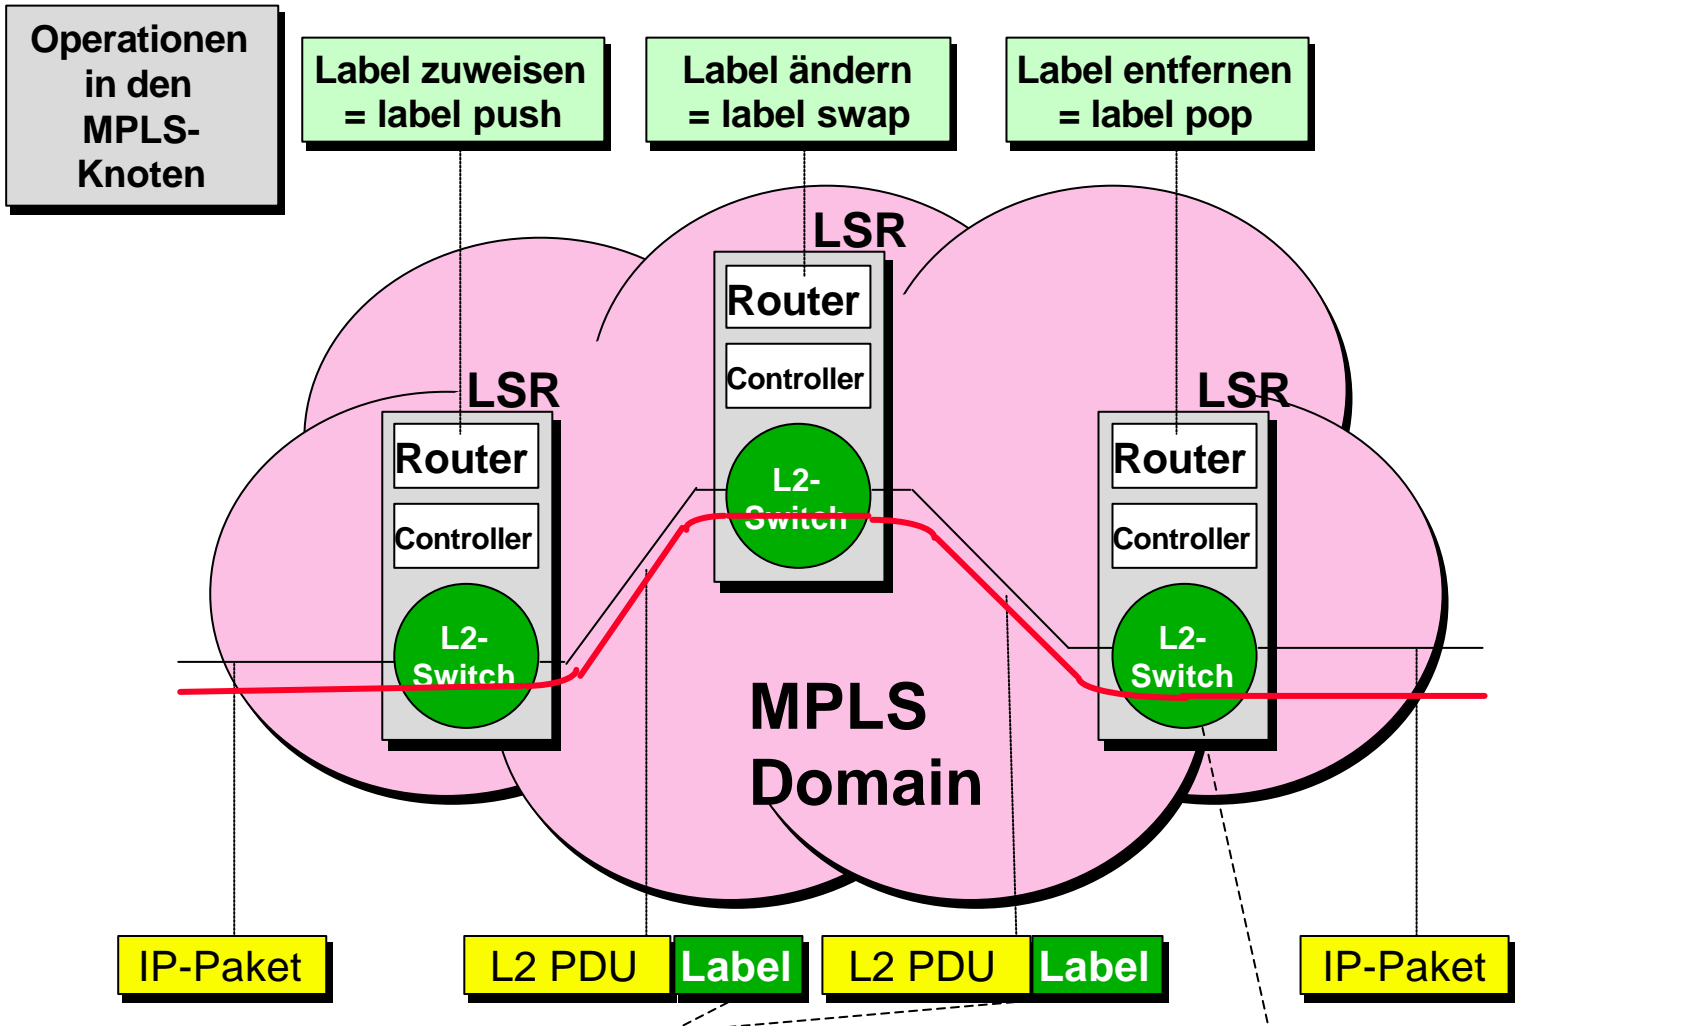 Operationen
in den
MPLS-
Knoten
Label zuweisen
= label push
Label ändern
= label swap
Label entfernen
= label pop
LSR
Router
Controller
L2-
Switch
LSR
Router
Controller
L2-
Switch
LSR
Router
Controller
L2-
Switch
MPLS
Domain
IP-Paket
L2 PDU
Label
L2 PDU
Label
IP-Paket